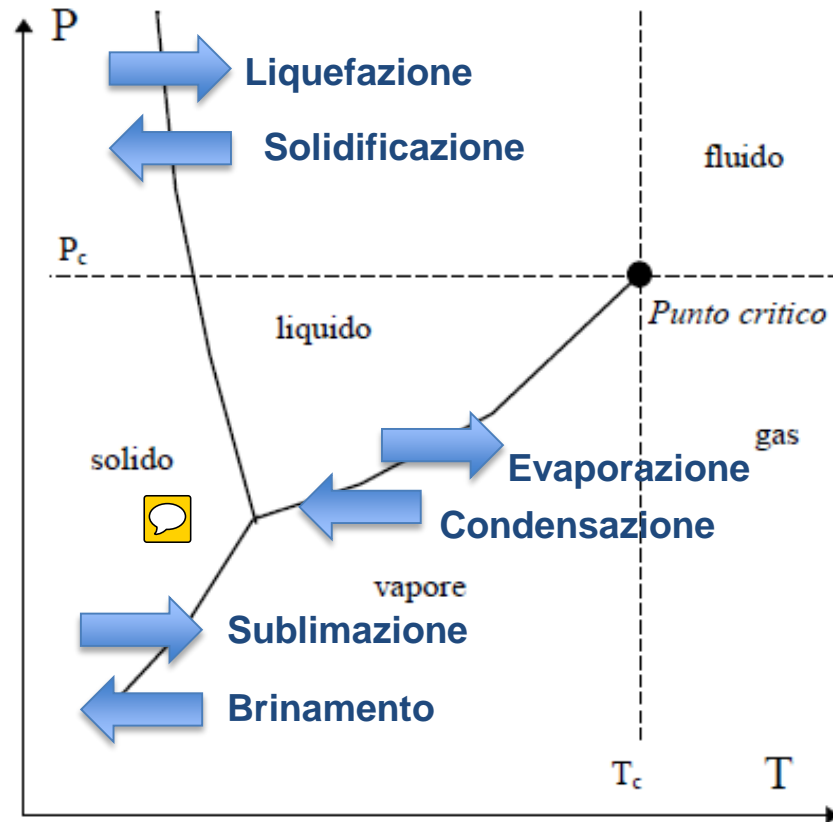 P
Liquefazione
Solidificazione
fluido
Pc
Punto critico
liquido
gas
solido
Evaporazione
Condensazione
vapore
Sublimazione
Brinamento
Tc
T